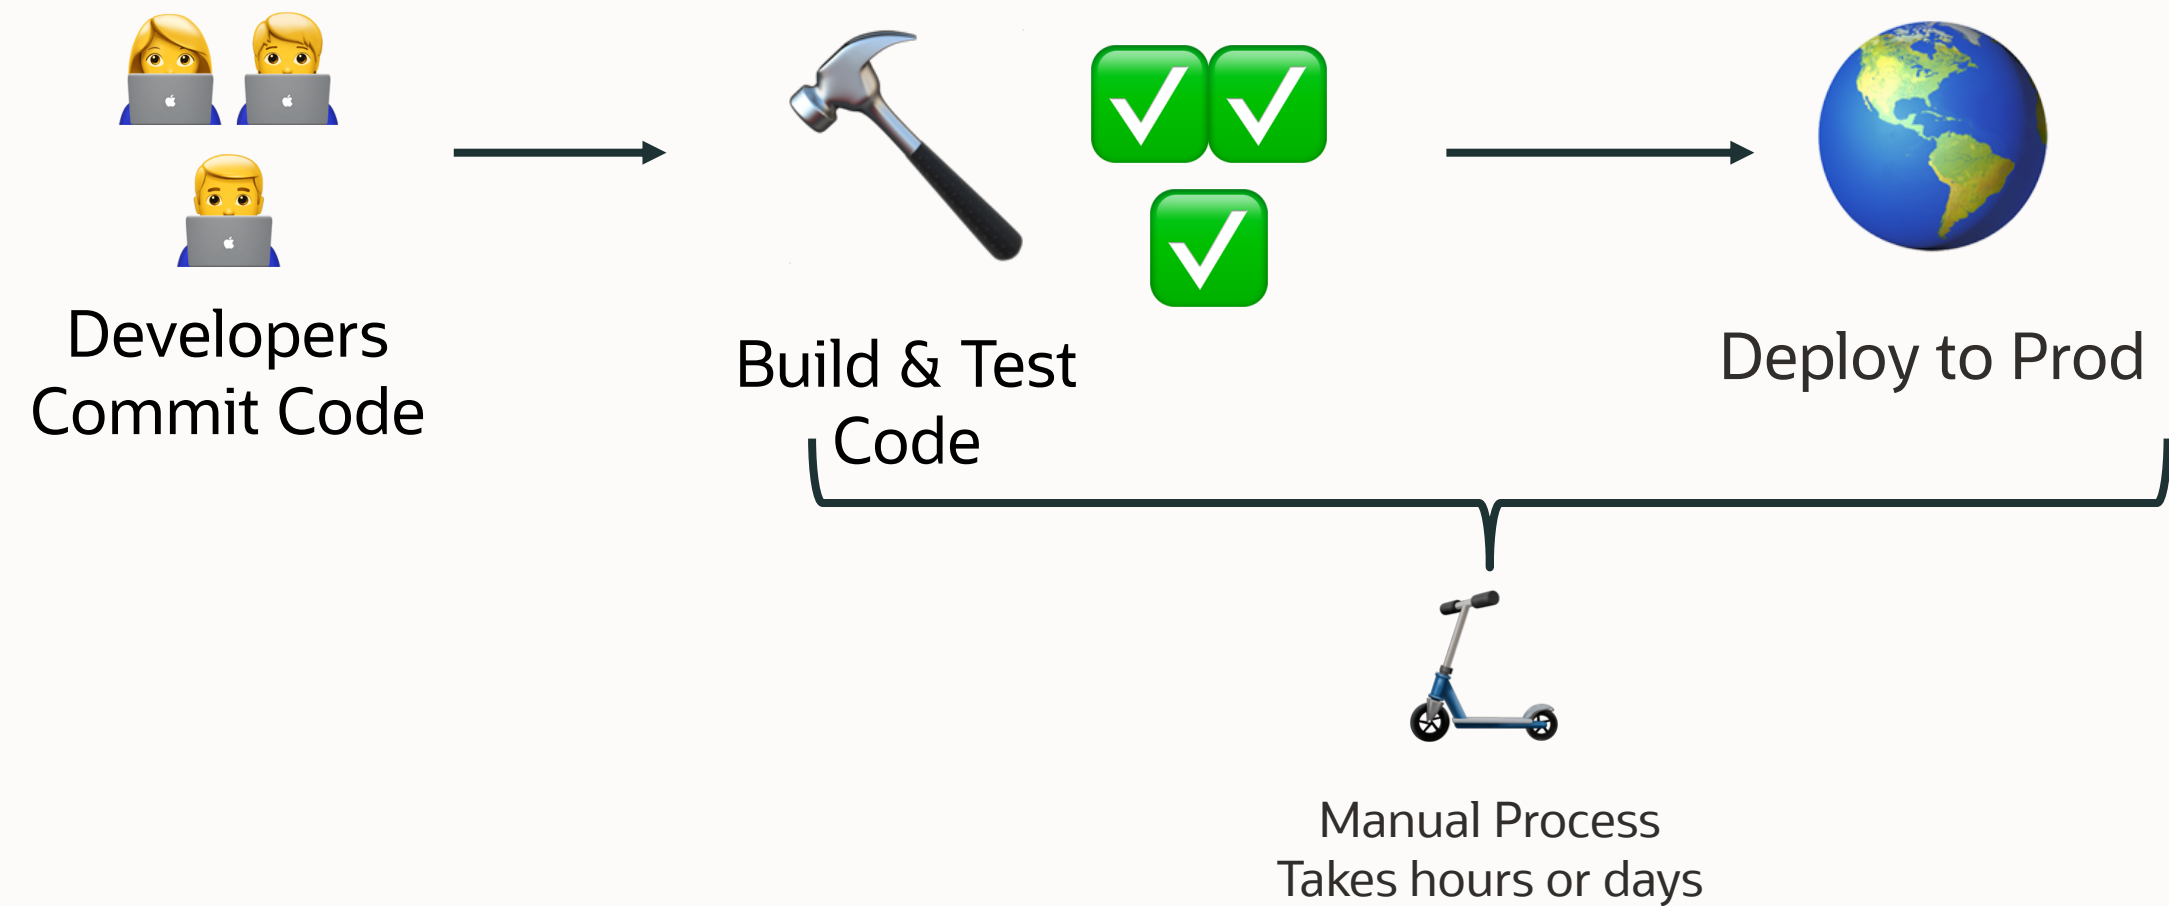 Developers
Commit Code
Build & Test
Code
Deploy to Prod
Manual Process
Takes hours or days